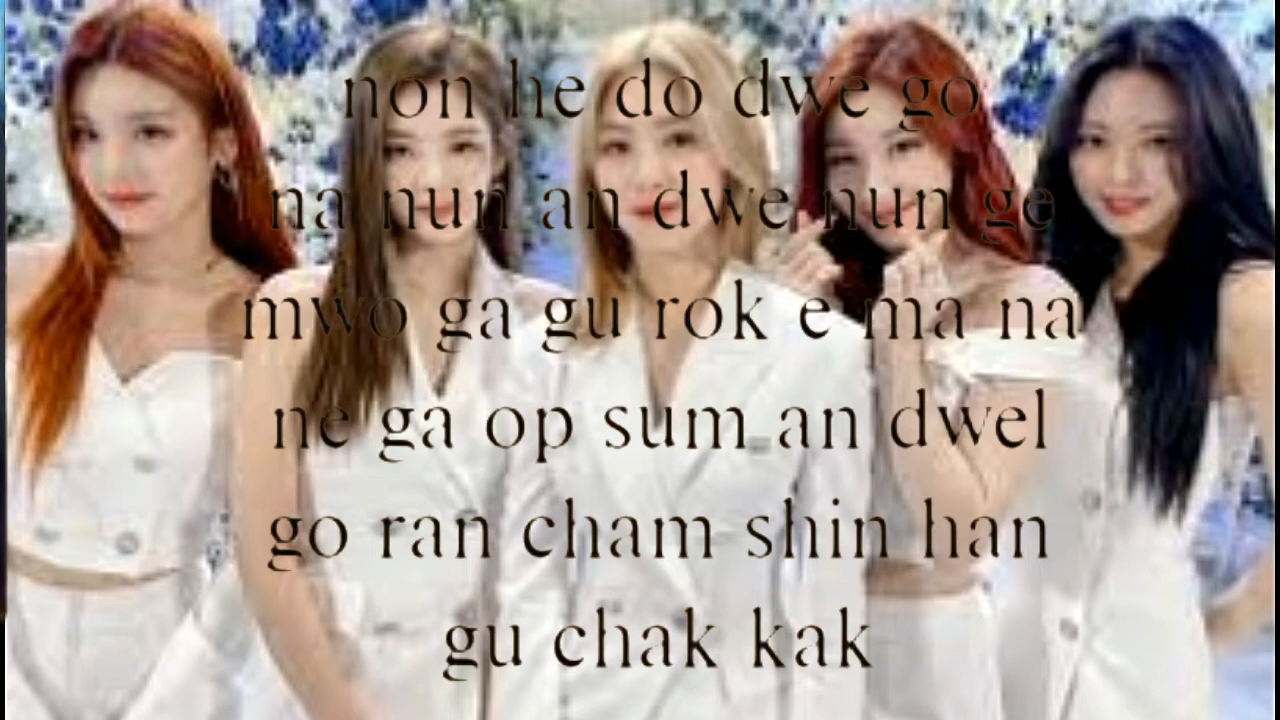 non he do dwe go
na nun an dwe nun ge
mwo ga gu rok e ma na
ne ga op sum an dwel
go ran cham shin han
gu chak kak